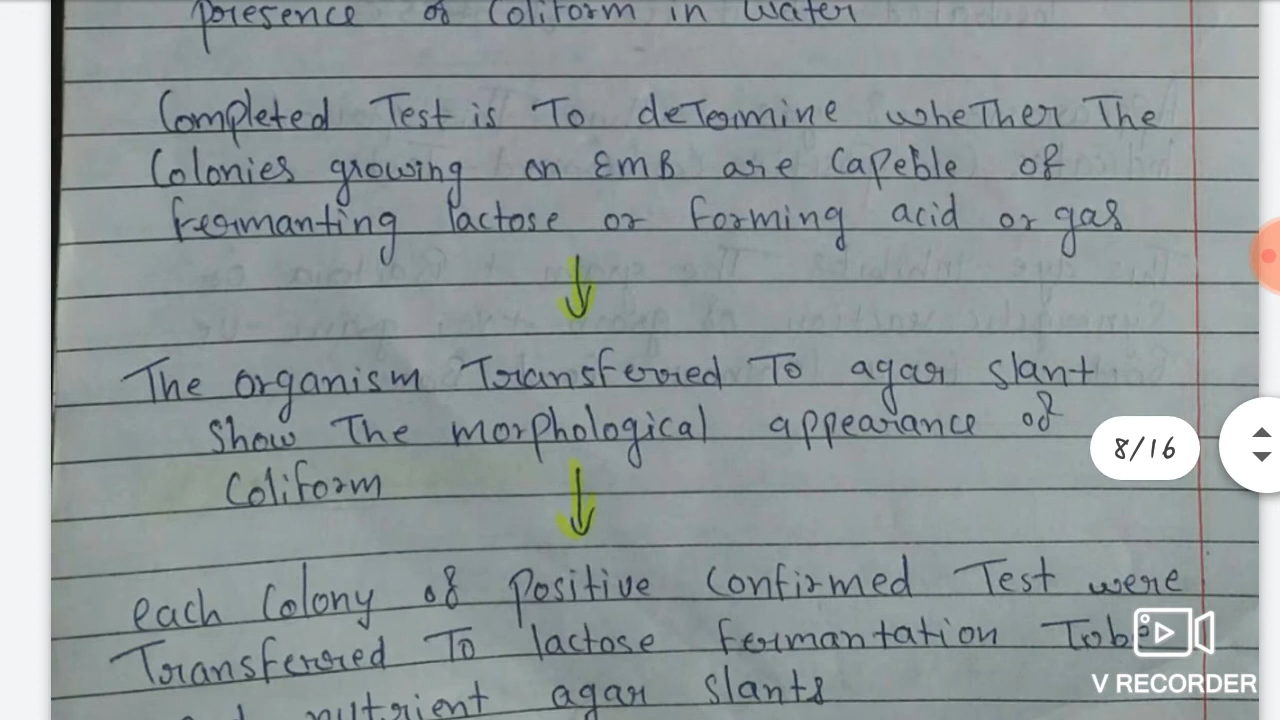 presence of Coliform in water
Completed Test is To determine whether The
Colonies growing on EMB are Capeble of
fermanting lactose or forming acid or gas
The organism Transferred To agar slant
Show The morphological appearance of
Coliform
8/16
each Colony of Positive Confirmed Test were
Transferred To lactose fermantation Tobe
nutrient agar slants
V RECORDER